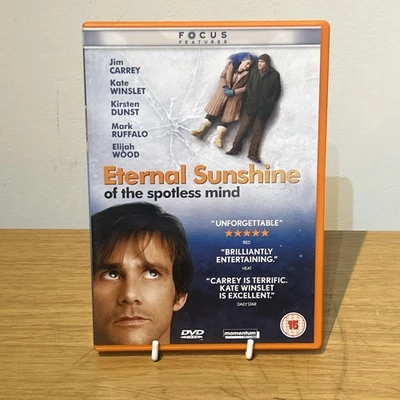 FOCUS
FEATURES
Jim
CARREY
Kate
WINSLET
Kirsten
DUNST
Mark
RUFFALO
Elijah
WOOD
Eternal Sunshine
of the spotless mind
"UNFORGETTABLE"
★★★★★
RED
"BRILLIANTLY
ENTERTAINING."
HEAT
"CARREY IS TERRIFIC.
KATE WINSLET
IS EXCELLENT."
DAILY STAR
DVD
momentum
15